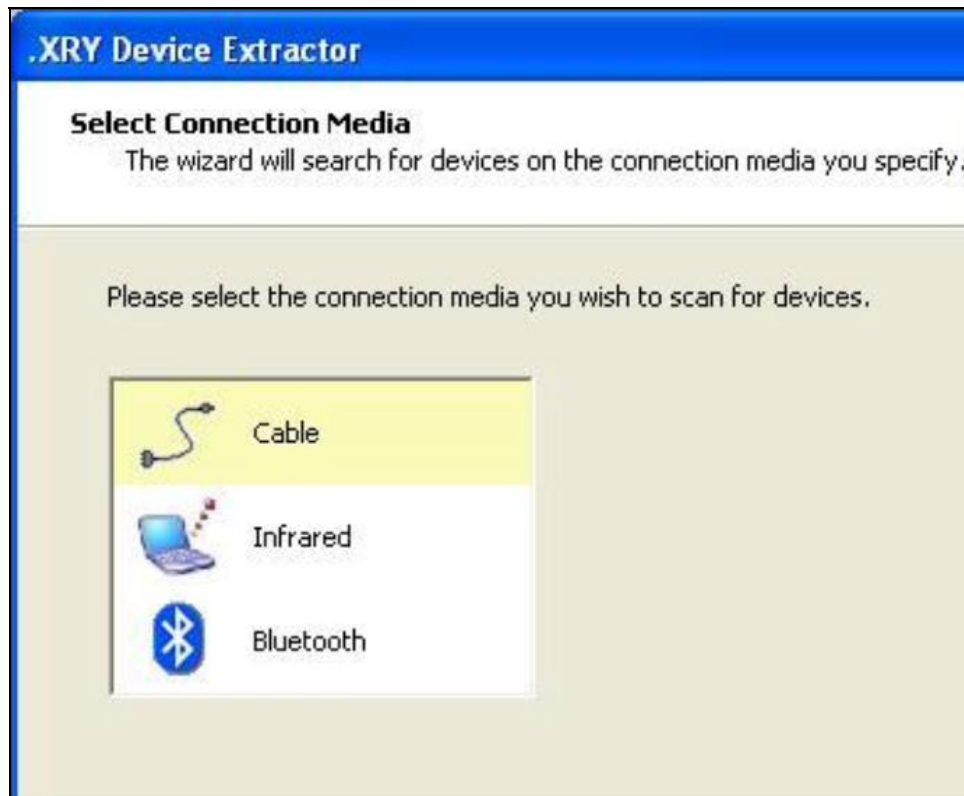 .XRY Device Extractor
Select Connection Media
The wizard will search for devices on the connection media you specify.
Please select the connection media you wish to scan for devices.
Cable
Infrared
Bluetooth